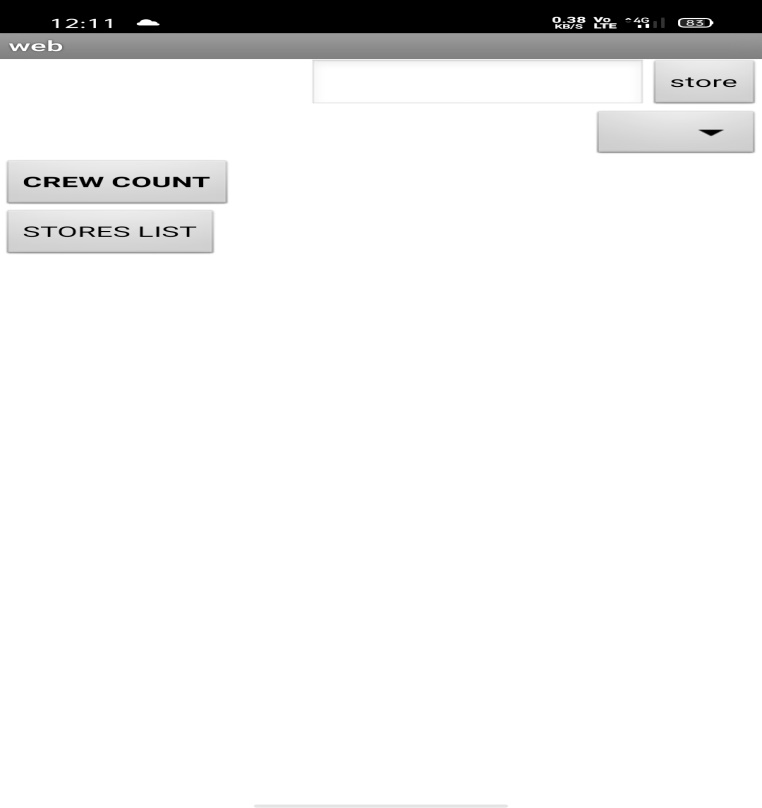 12:11 0.38 KB/S Vo LTE 4G 83
web
store
CREW COUNT
STORES LIST